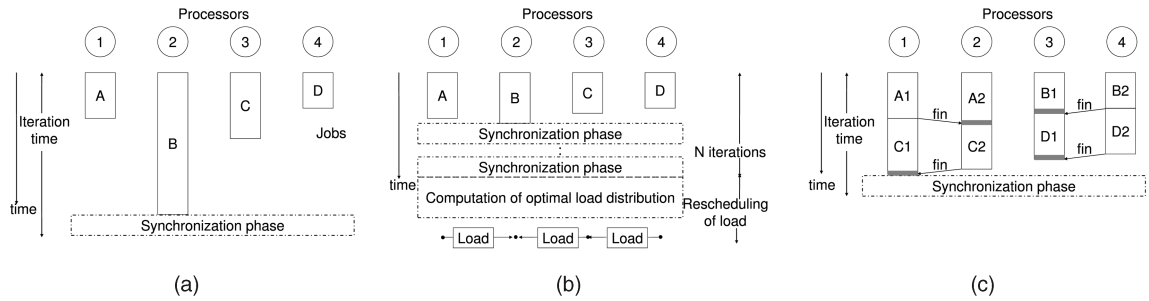 Processors
1 2 3 4
A
B
C
D
Iteration time
Jobs
time
Synchronization phase
(a)
Processors
1 2 3 4
A
B
C
D
Synchronization phase
Synchronization phase
N iterations
time
Computation of optimal load distribution
Rescheduling of load
Load Load Load
(b)
Processors
1 2 3 4
A1 A2 B1 B2
fin fin
Iteration time
C1 C2 D1 D2
fin fin
time
Synchronization phase
(c)